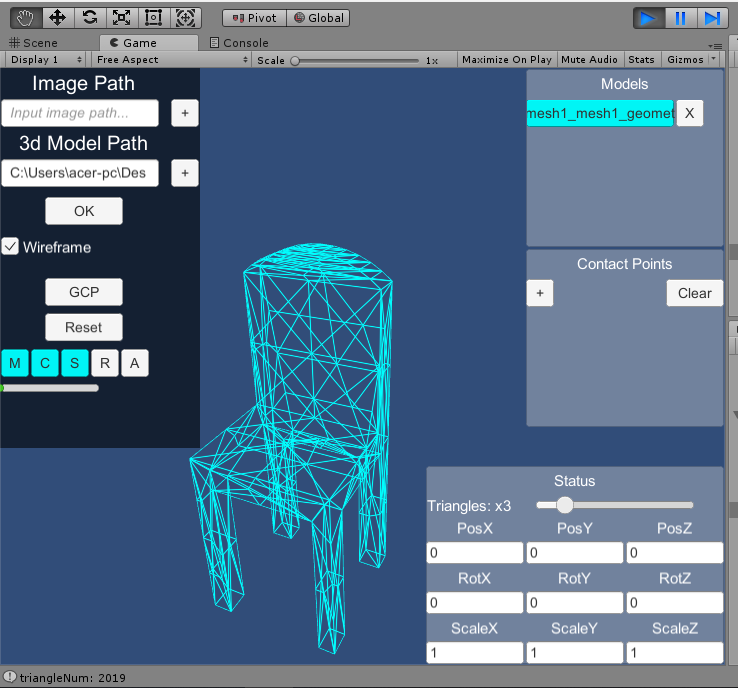 Pivot Global
Scene Game Console
Display 1 Free Aspect Scale 1x Maximize On Play Mute Audio Stats Gizmos
Image Path
Input image path... +
3d Model Path
C:\Users\acer-pc\Des +
OK
Wireframe
GCP
Reset
M C S R A
Models
mesh1_mesh1_geomet X
Contact Points
+ Clear
Status
Triangles: x3
PosX PosY PosZ
0 0 0
RotX RotY RotZ
0 0 0
ScaleX ScaleY ScaleZ
1 1 1
triangleNum: 2019